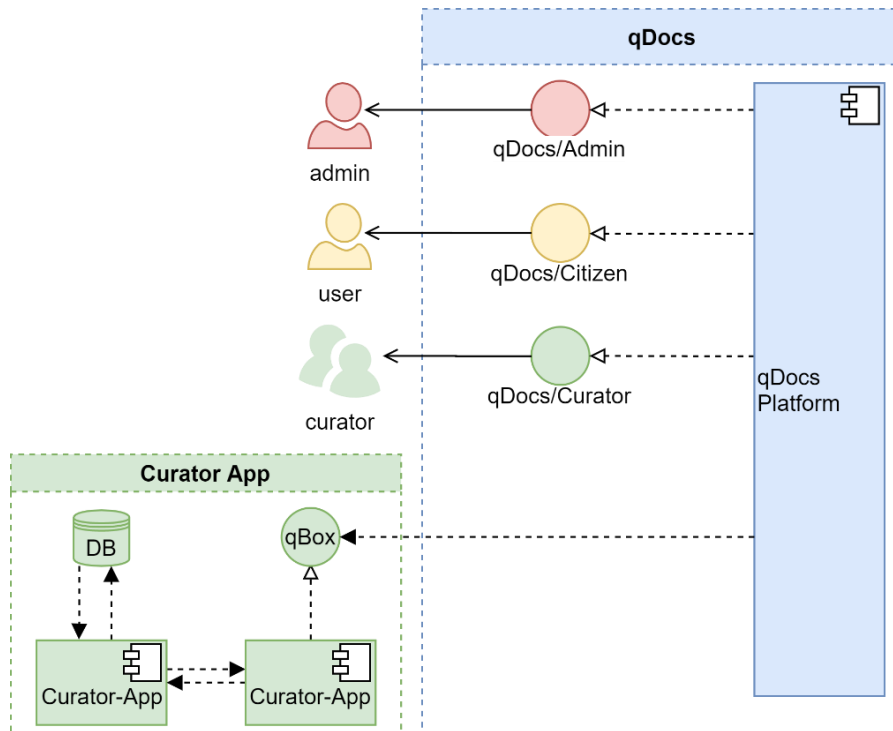 qDocs
qDocs/Admin
admin
qDocs/Citizen
user
qDocs/Curator
curator
qDocs
Platform
Curator App
DB
qBox
Curator-App
Curator-App